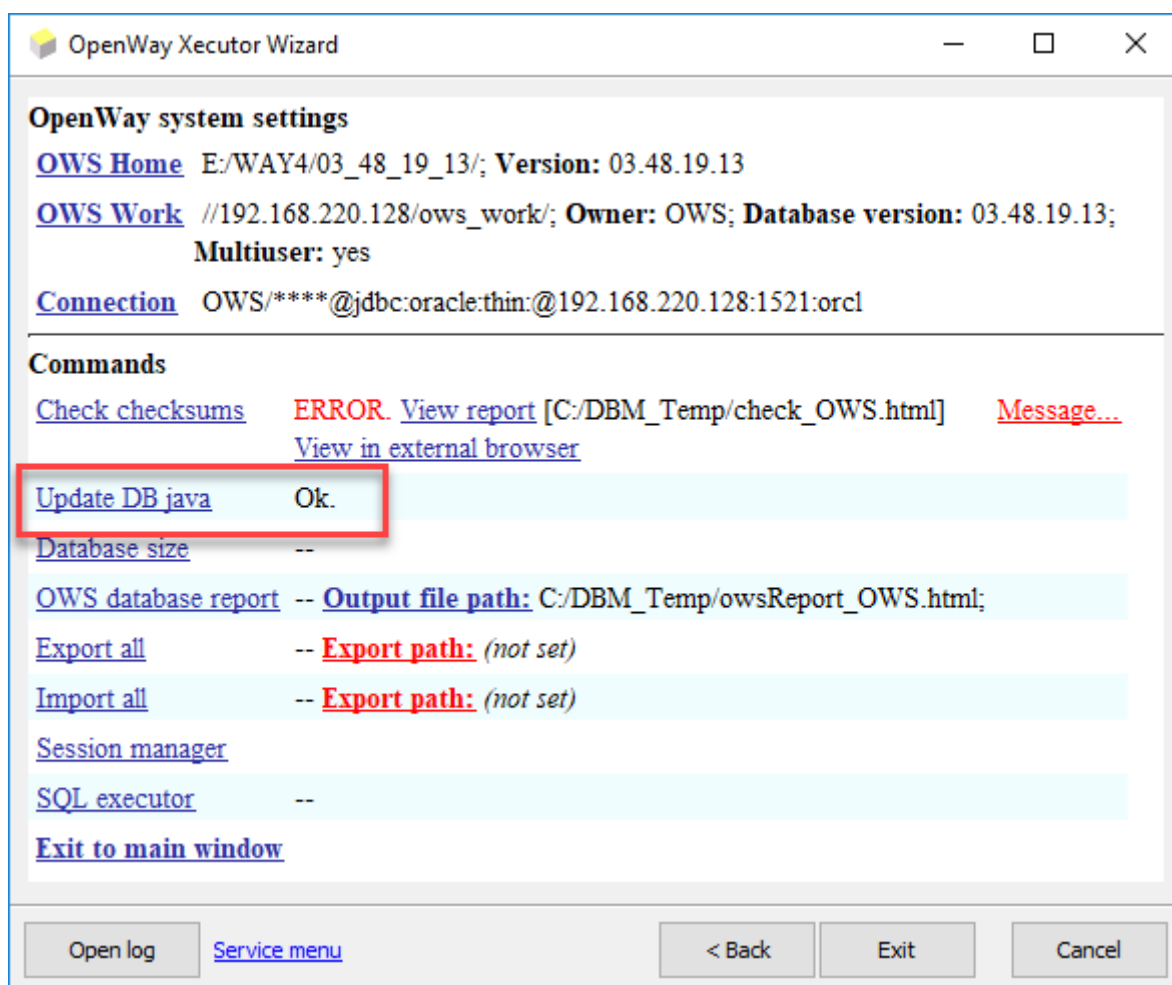 OpenWay Xecutor Wizard
OpenWay system settings
OWS Home E:/WAY4/03_48_19_13/; Version: 03.48.19.13
OWS Work //192.168.220.128/ows_work/; Owner: OWS; Database version: 03.48.19.13;
Multiuser: yes
Connection OWS/****@jdbc:oracle:thin:@192.168.220.128:1521:orcl
Commands
Check checksums ERROR. View report [C:/DBM_Temp/check_OWS.html] Message...
View in external browser
Update DB java Ok.
Database size --
OWS database report -- Output file path: C:/DBM_Temp/owsReport_OWS.html;
Export all -- Export path: (not set)
Import all -- Export path: (not set)
Session manager
SQL executor --
Exit to main window
Open log Service menu < Back Exit Cancel